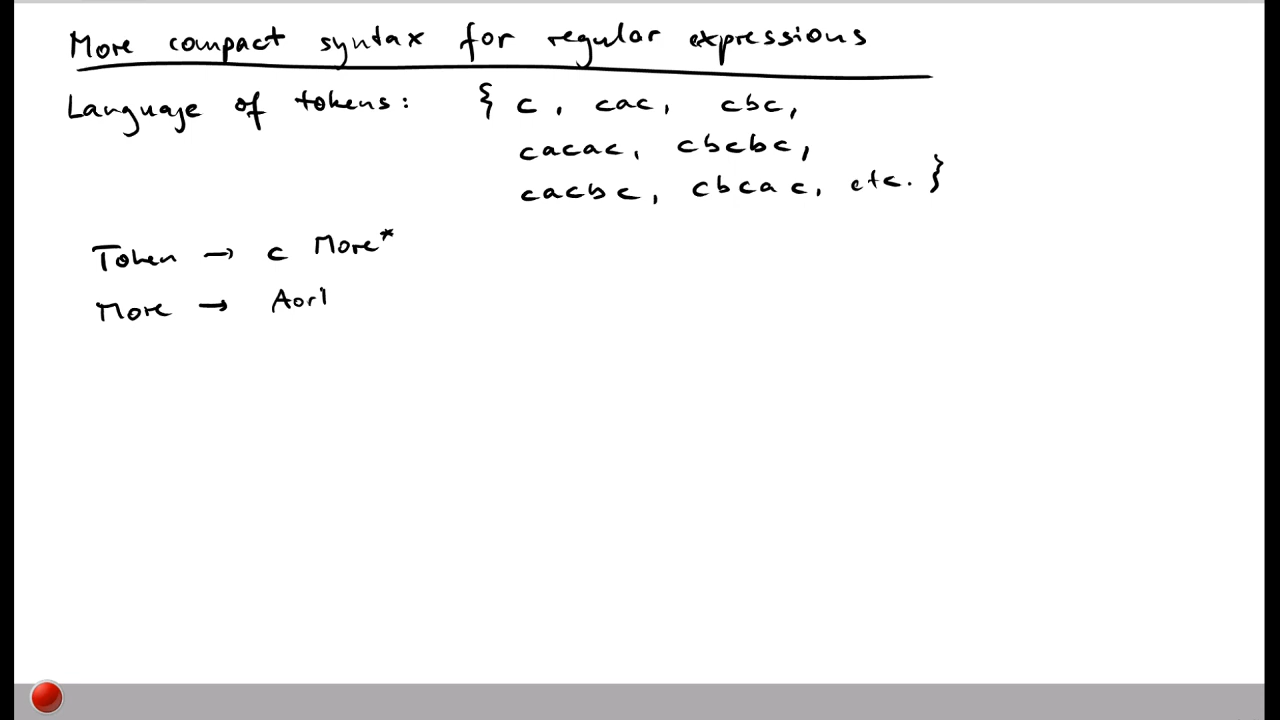 More compact syntax for regular expressions
Language of tokens: { c, cac, cbc,
cacac, cbcbc,
cacbc, cbcac, etc. }
Token → c More*
More → Aor